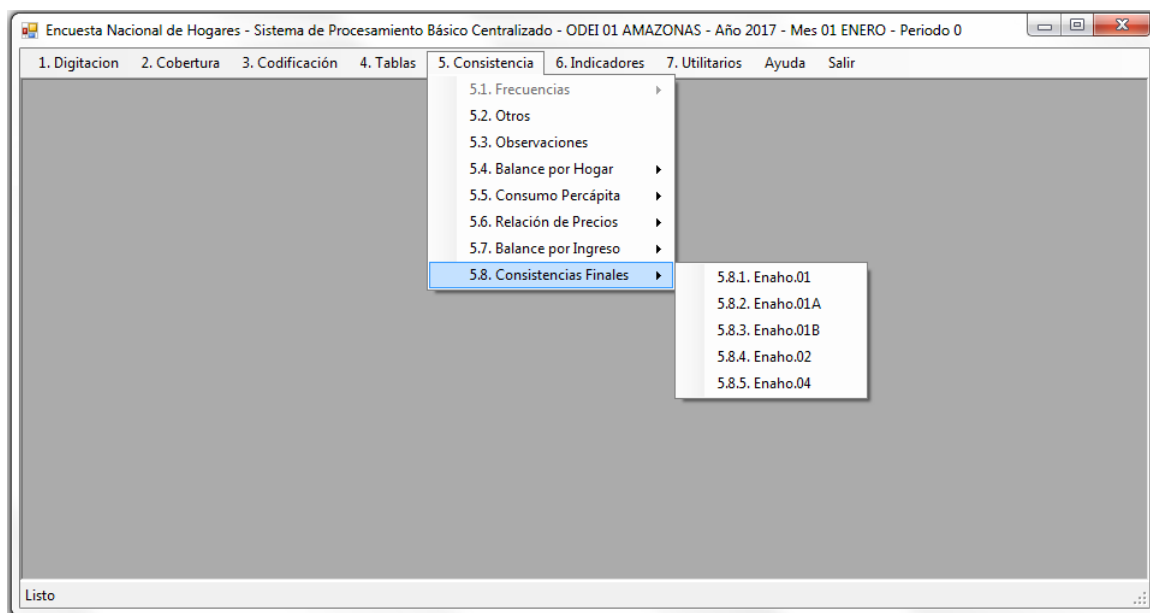 Encuesta Nacional de Hogares - Sistema de Procesamiento Básico Centralizado - ODEI 01 AMAZONAS - Año 2017 - Mes 01 ENERO - Periodo 0
1. Digitacion 2. Cobertura 3. Codificación 4. Tablas 5. Consistencia 6. Indicadores 7. Utilitarios Ayuda Salir
5.1. Frecuencias
5.2. Otros
5.3. Observaciones
5.4. Balance por Hogar
5.5. Consumo Percápita
5.6. Relación de Precios
5.7. Balance por Ingreso
5.8. Consistencias Finales
5.8.1. Enaho.01
5.8.2. Enaho.01A
5.8.3. Enaho.01B
5.8.4. Enaho.02
5.8.5. Enaho.04
Listo